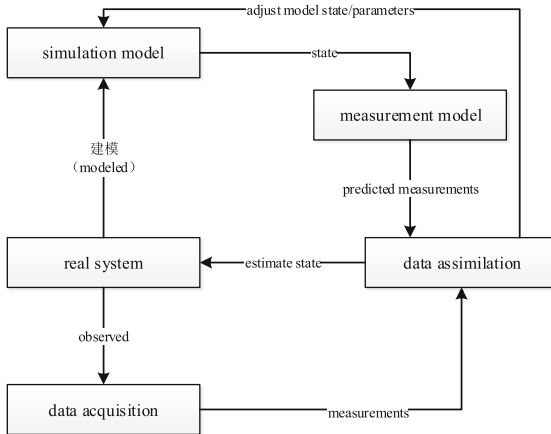 adjust model state/parameters
simulation model
state
measurement model
建模
（modeled）
predicted measurements
real system
estimate state
data assimilation
observed
data acquisition
measurements